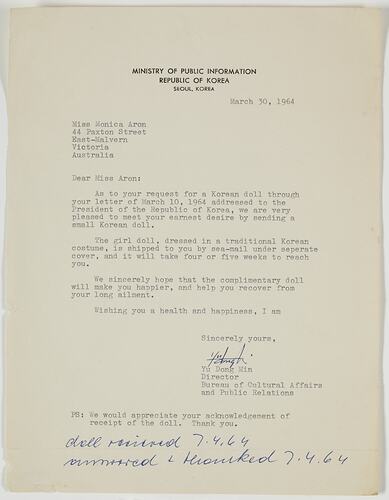 MINISTRY OF PUBLIC INFORMATION
REPUBLIC OF KOREA
SEOUL, KOREA
March 30, 1964
Miss Monica Aron
44 Paxton Street
East-Malvern
Victoria
Australia
Dear Miss Aron:
As to your request for a Korean doll through
your letter of March 10, 1964 addressed to the
President of the Republic of Korea, we are very
pleased to meet your earnest desire by sending a
small Korean doll.
The girl doll, dressed in a traditional Korean
costume, is shipped to you by sea-mail under seperate
cover, and it will take four or five weeks to reach
you.
We sincerely hope that the complimentary doll
will make you happier, and help you recover from
your long ailment.
Wishing you a health and happiness, I am
Sincerely yours,
Yu Dong Min
Director
Bureau of Cultural Affairs
and Public Relations
PS: We would appreciate your acknowledgement of
receipt of the doll. Thank you.
doll received 7.4.64
answered & thanked 7.4.64